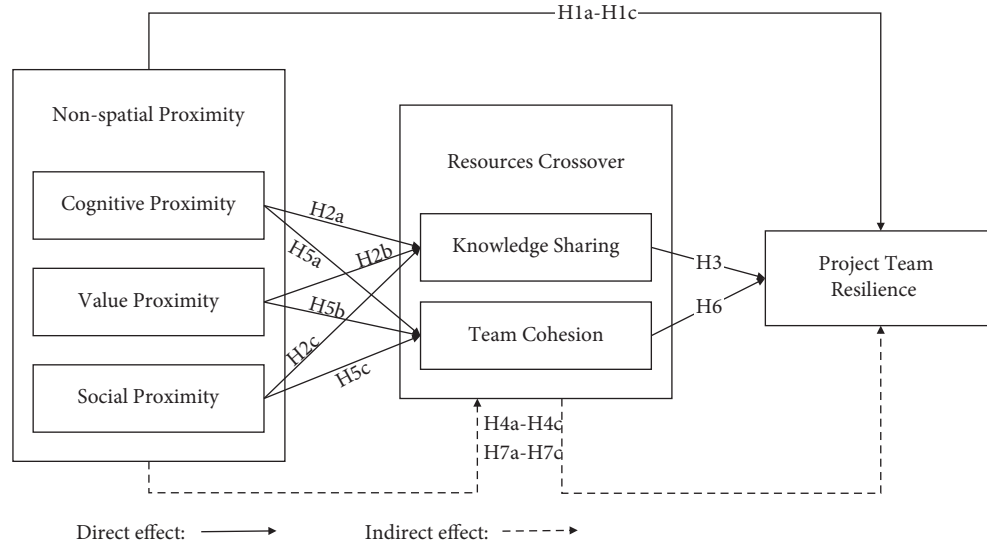 H1a-H1c
Non-spatial Proximity
Cognitive Proximity
Value Proximity
Social Proximity
H2a
H5a
H2b
H5b
H2c
H5c
Resources Crossover
Knowledge Sharing
Team Cohesion
H3
H6
Project Team
Resilience
H4a-H4c
H7a-H7c
Direct effect:
Indirect effect: